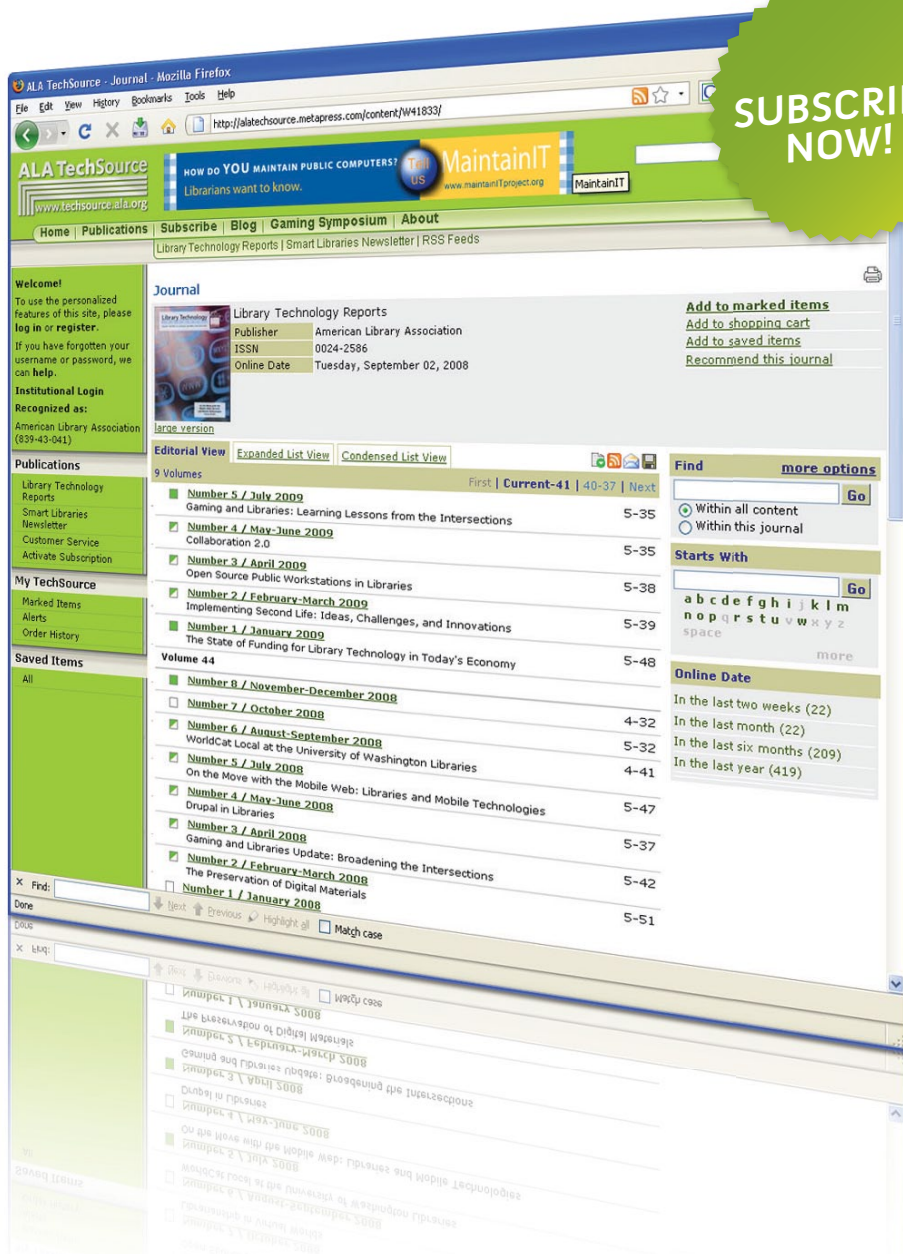 SUBSCRI
NOW!
ALA TechSource - Journal - Mozilla Firefox
File Edit View History Bookmarks Tools Help
http://alatechsource.metapress.com/content/W41833/
ALA TechSource
www.techsource.ala.org
HOW DO YOU MAINTAIN PUBLIC COMPUTERS?
Librarians want to know.
Tell us
MaintainIT
www.maintainITproject.org
MaintainIT
Home | Publications | Subscribe | Blog | Gaming Symposium | About
Library Technology Reports | Smart Libraries Newsletter | RSS Feeds
Welcome!
To use the personalized
features of this site, please
log in or register.
If you have forgotten your
username or password, we
can help.
Institutional Login
Recognized as:
American Library Association
(839-43-041)
Publications
Library Technology
Reports
Smart Libraries
Newsletter
Customer Service
Activate Subscription
My TechSource
Marked Items
Alerts
Order History
Saved Items
All
Journal
Library Technology
Library Technology Reports
Publisher American Library Association
ISSN 0024-2586
Online Date Tuesday, September 02, 2008
large version
Add to marked items
Add to shopping cart
Add to saved items
Recommend this journal
Editorial View Expanded List View Condensed List View
9 Volumes First | Current-41 | 40-37 | Next
Number 5 / July 2009
Gaming and Libraries: Learning Lessons from the Intersections 5-35
Number 4 / May-June 2009
Collaboration 2.0 5-35
Number 3 / April 2009
Open Source Public Workstations in Libraries 5-38
Number 2 / February-March 2009
Implementing Second Life: Ideas, Challenges, and Innovations 5-39
Number 1 / January 2009
The State of Funding for Library Technology in Today's Economy 5-48
Volume 44
Number 8 / November-December 2008
Number 7 / October 2008 4-32
Number 6 / August-September 2008
WorldCat Local at the University of Washington Libraries 5-32
Number 5 / July 2008 4-41
On the Move with the Mobile Web: Libraries and Mobile Technologies
Number 4 / May-June 2008 5-47
Drupal in Libraries
Number 3 / April 2008 5-37
Gaming and Libraries Update: Broadening the Intersections
Number 2 / February-March 2008 5-42
The Preservation of Digital Materials
Number 1 / January 2008 5-51
Find more options
Go
Within all content
Within this journal
Starts With
Go
a b c d e f g h i j k l m
n o p q r s t u v w x y z
space
more
Online Date
In the last two weeks (22)
In the last month (22)
In the last six months (209)
In the last year (419)
Find: Next Previous Highlight all Match case
Done